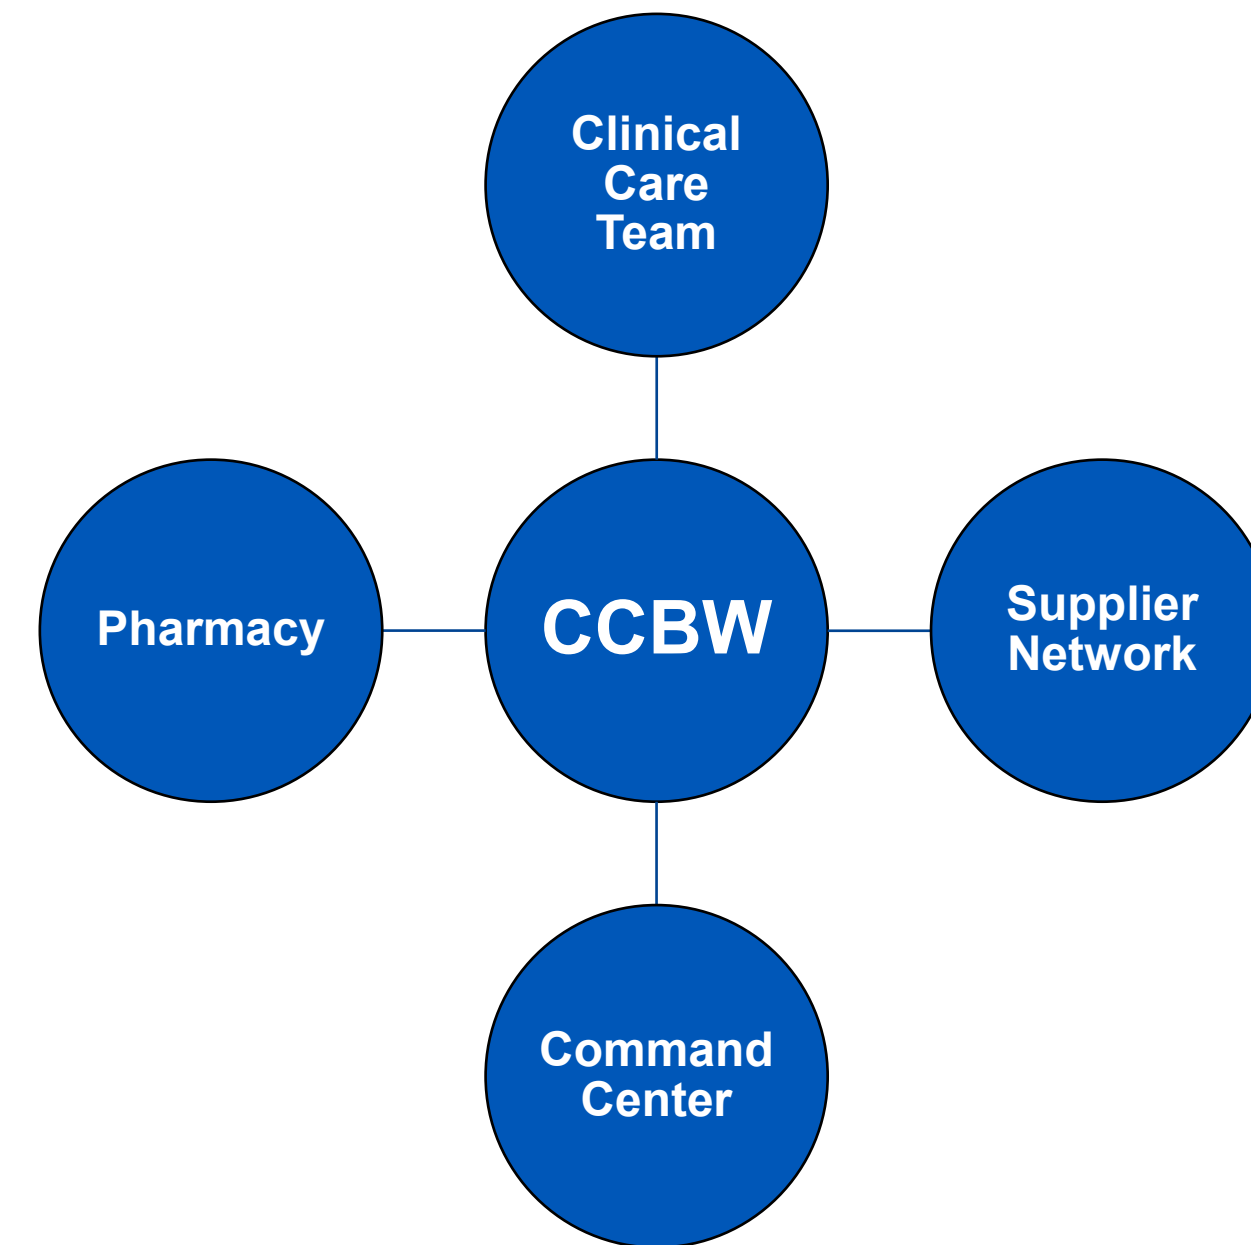 Clinical
Care
Team
Pharmacy
CCBW
Supplier
Network
Command
Center